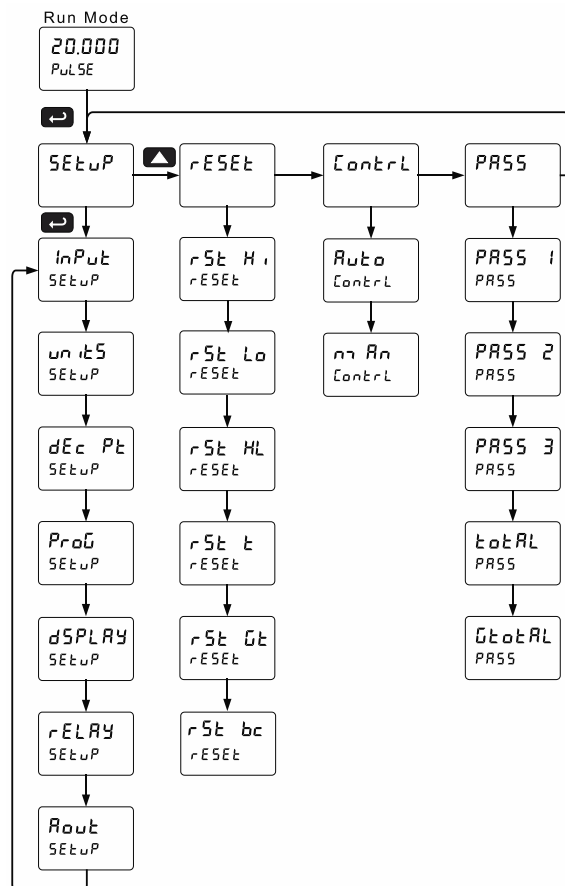 Run Mode
20.000
PuLSE
SEtuP
rESEt
ContrL
PASS
InPut
SEtuP
rSt Hi
rESEt
Auto
ContrL
PASS 1
PASS
unitS
SEtuP
rSt Lo
rESEt
mAn
ContrL
PASS 2
PASS
dEc Pt
SEtuP
rSt HL
rESEt
PASS 3
PASS
ProG
SEtuP
rSt t
rESEt
totAL
PASS
dSPLAY
SEtuP
rSt Gt
rESEt
GtotAL
PASS
rELAY
SEtuP
rSt bc
rESEt
Aout
SEtuP